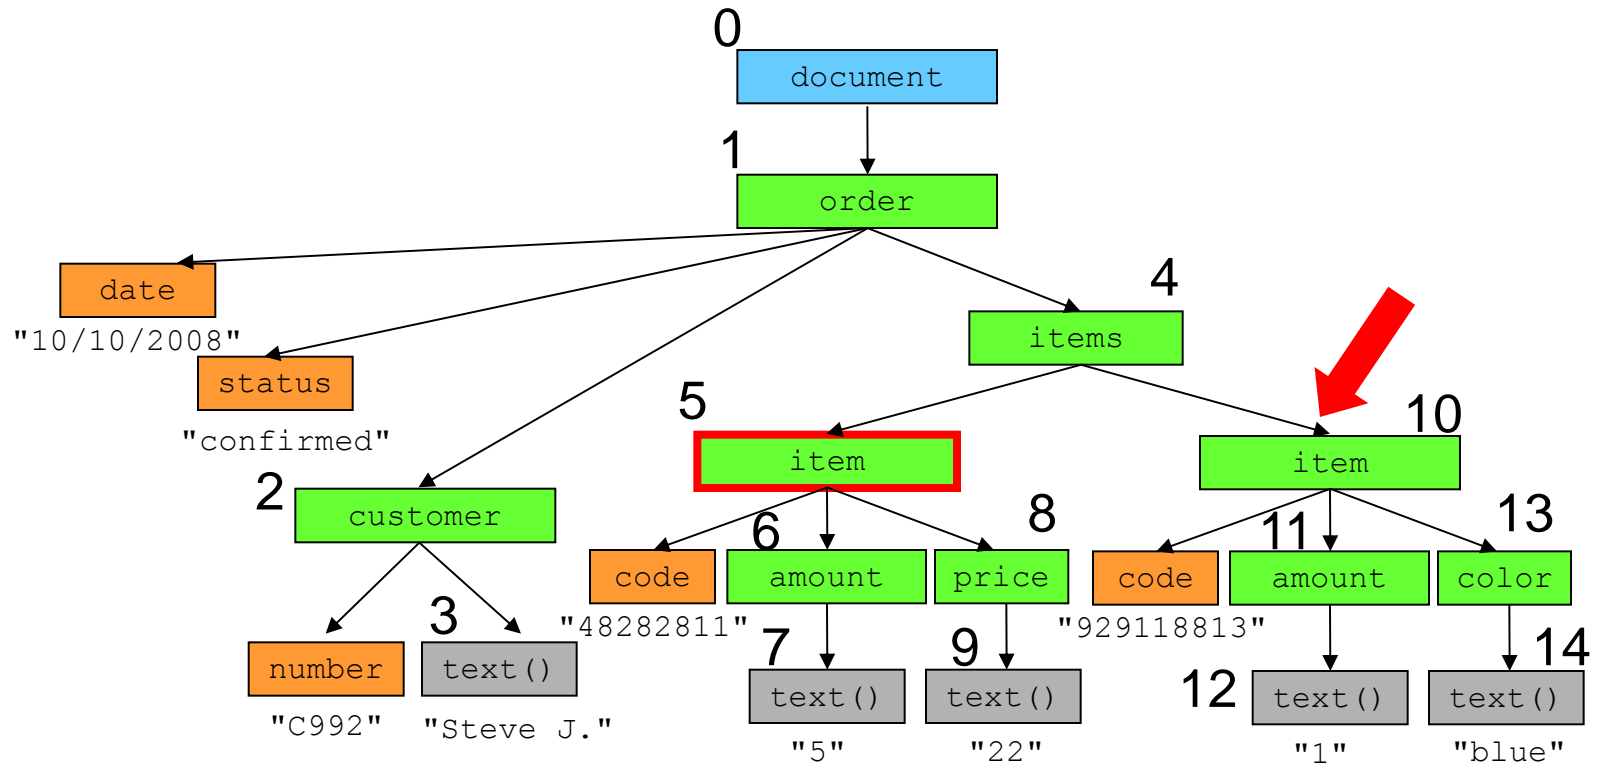 0
document
1
order
date
"10/10/2008"
status
"confirmed"
2
customer
number
"C992"
3
text()
"Steve J."
4
items
5
item
code
"48282811"
6
amount
7
text()
"5"
8
price
9
text()
"22"
10
item
code
"929118813"
11
amount
12
text()
"1"
13
color
14
text()
"blue"